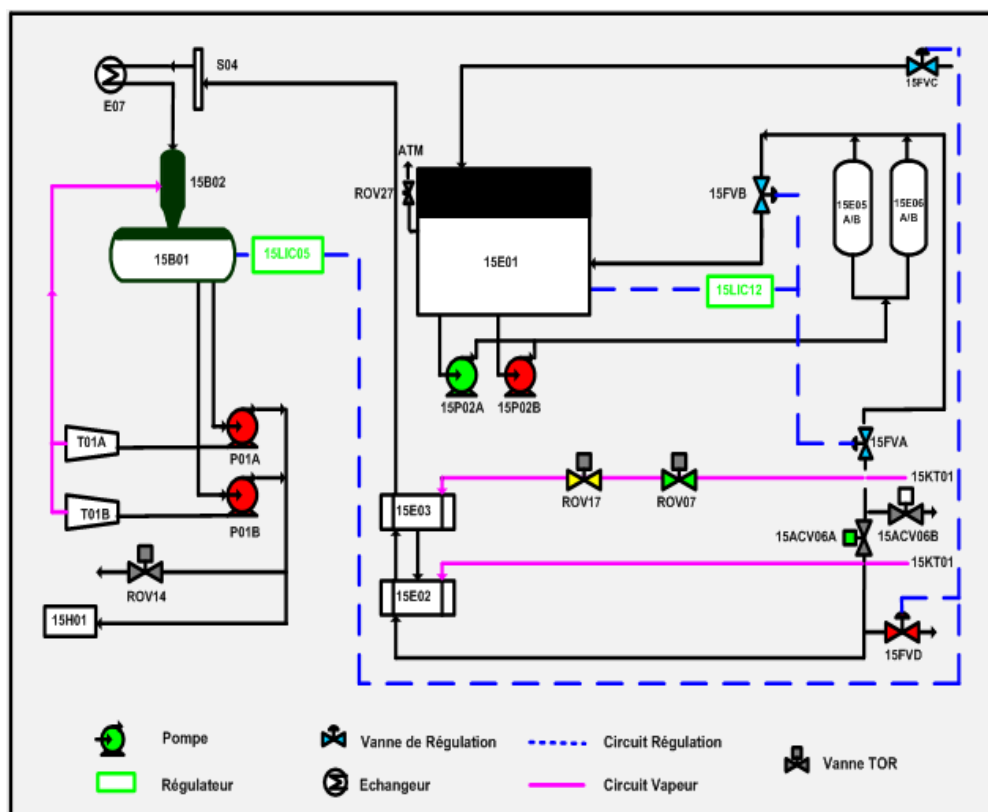 S04
15FVC
E07
ATM
15B02
ROV27
15FVB
15E05
A/B
15E06
A/B
15B01
15LIC05
15E01
15LIC12
15P02A
15P02B
T01A
P01A
15FVA
15KT01
ROV17
ROV07
T01B
P01B
15E03
15ACV06A
15ACV06B
15KT01
ROV14
15E02
15H01
15FVD
Pompe
Vanne de Régulation
Circuit Régulation
Vanne TOR
Régulateur
Echangeur
Circuit Vapeur